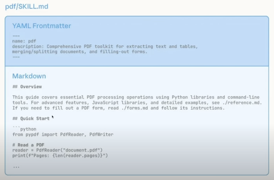 pdf/SKILL.md
YAML Frontmatter
---
name: pdf
description: Comprehensive PDF toolkit for extracting text and tables,
merging/splitting documents, and filling-out forms.
---
Markdown
## Overview
This guide covers essential PDF processing operations using Python libraries and command-line
tools. For advanced features, JavaScript libraries, and detailed examples, see ./reference.md.
If you need to fill out a PDF form, read ./forms.md and follow its instructions.
## Quick Start
python
from pypdf import PdfReader, PdfWriter
# Read a PDF
reader = PdfReader("document.pdf")
print(f"Pages: {len(reader.pages)}")
...